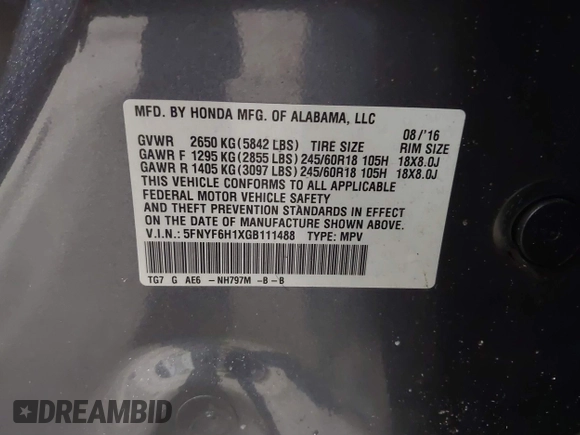 MFD. BY HONDA MFG. OF ALABAMA, LLC
08/'16
GVWR 2650 KG(5842 LBS) TIRE SIZE RIM SIZE
GAWR F 1295 KG(2855 LBS)245/60R18 105H 18X8.0J
GAWR R 1405 KG(3097 LBS)245/60R18 105H 18X8.0J
THIS VEHICLE CONFORMS TO ALL APPLICABLE
FEDERAL MOTOR VEHICLE SAFETY
AND THEFT PREVENTION STANDARDS IN EFFECT
ON THE DATE OF MANUFACTURE SHOWN ABOVE.
V.I.N.: 5FNYF6H1XGB111488 TYPE: MPV
TG7 G AE6 -NH797M -B-B
DREAMBID